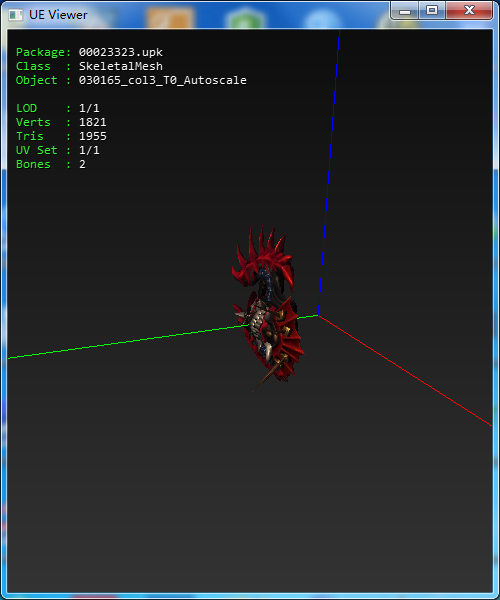 UE Viewer
Package: 00023323.upk
Class : SkeletalMesh
Object : 030165_col3_T0_Autoscale
LOD : 1/1
Verts : 1821
Tris : 1955
UV Set : 1/1
Bones : 2